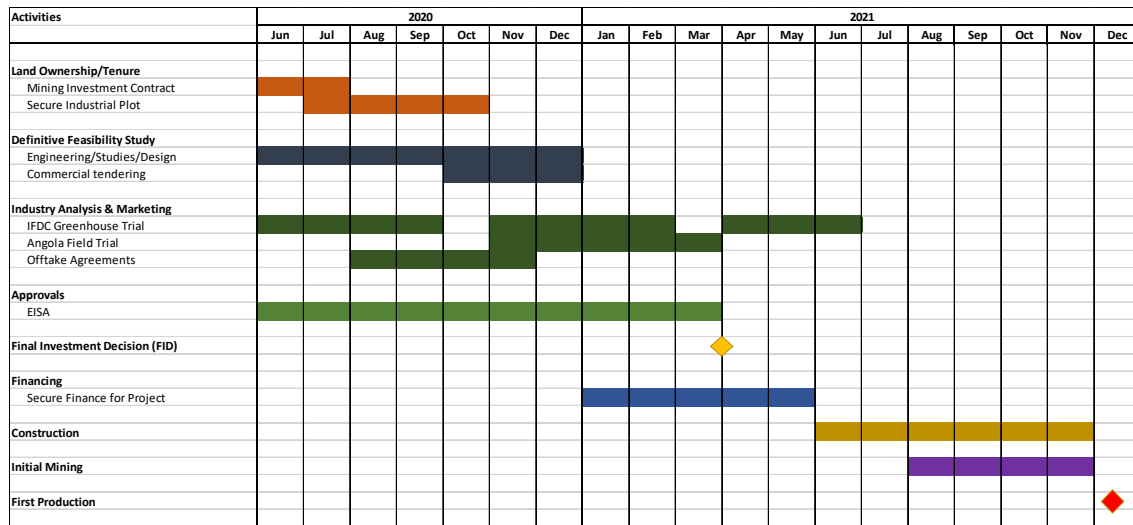 Activities 2020 2021
Jun Jul Aug Sep Oct Nov Dec Jan Feb Mar Apr May Jun Jul Aug Sep Oct Nov Dec
Land Ownership/Tenure
Mining Investment Contract
Secure Industrial Plot
Definitive Feasibility Study
Engineering/Studies/Design
Commercial tendering
Industry Analysis & Marketing
IFDC Greenhouse Trial
Angola Field Trial
Offtake Agreements
Approvals
EISA
Final Investment Decision (FID)
Financing
Secure Finance for Project
Construction
Initial Mining
First Production